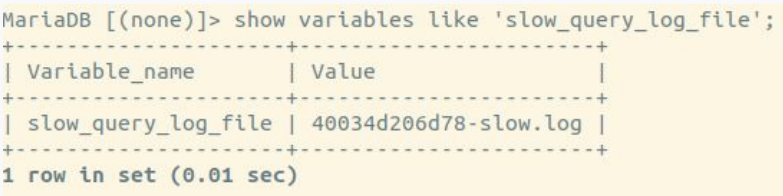 MariaDB [(none)]> show variables like 'slow_query_log_file';
+---------------------+-----------------------+
| Variable_name       | Value                 |
+---------------------+-----------------------+
| slow_query_log_file | 40034d206d78-slow.log |
+---------------------+-----------------------+
1 row in set (0.01 sec)